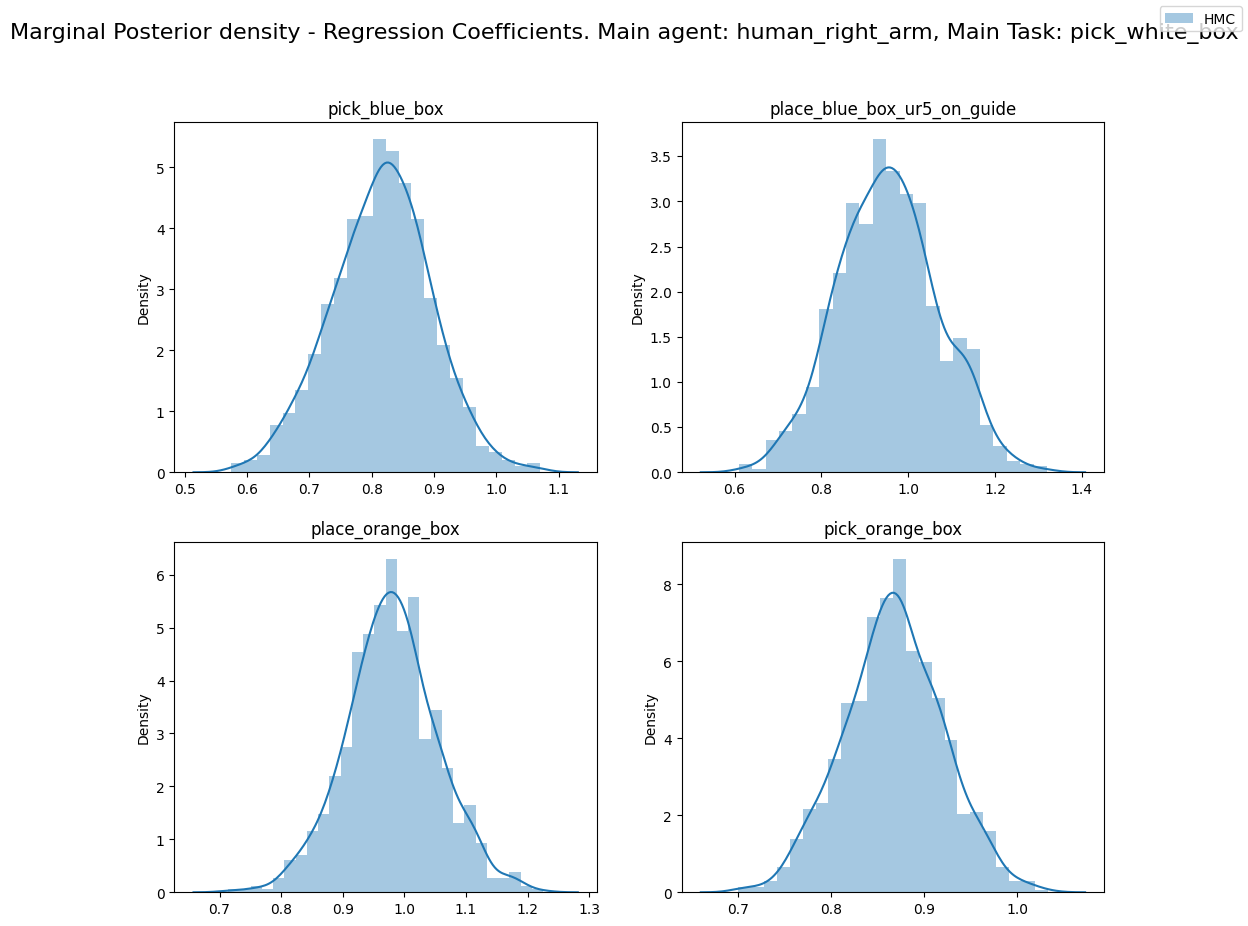 Marginal Posterior density - Regression Coefficients. Main agent: human_right_arm, Main Task: pick_white_box
HMC
pick_blue_box
Density
0
1
2
3
4
5
0.5 0.6 0.7 0.8 0.9 1.0 1.1
place_blue_box_ur5_on_guide
Density
0.0
0.5
1.0
1.5
2.0
2.5
3.0
3.5
0.6 0.8 1.0 1.2 1.4
place_orange_box
Density
0
1
2
3
4
5
6
0.7 0.8 0.9 1.0 1.1 1.2 1.3
pick_orange_box
Density
0
2
4
6
8
0.7 0.8 0.9 1.0